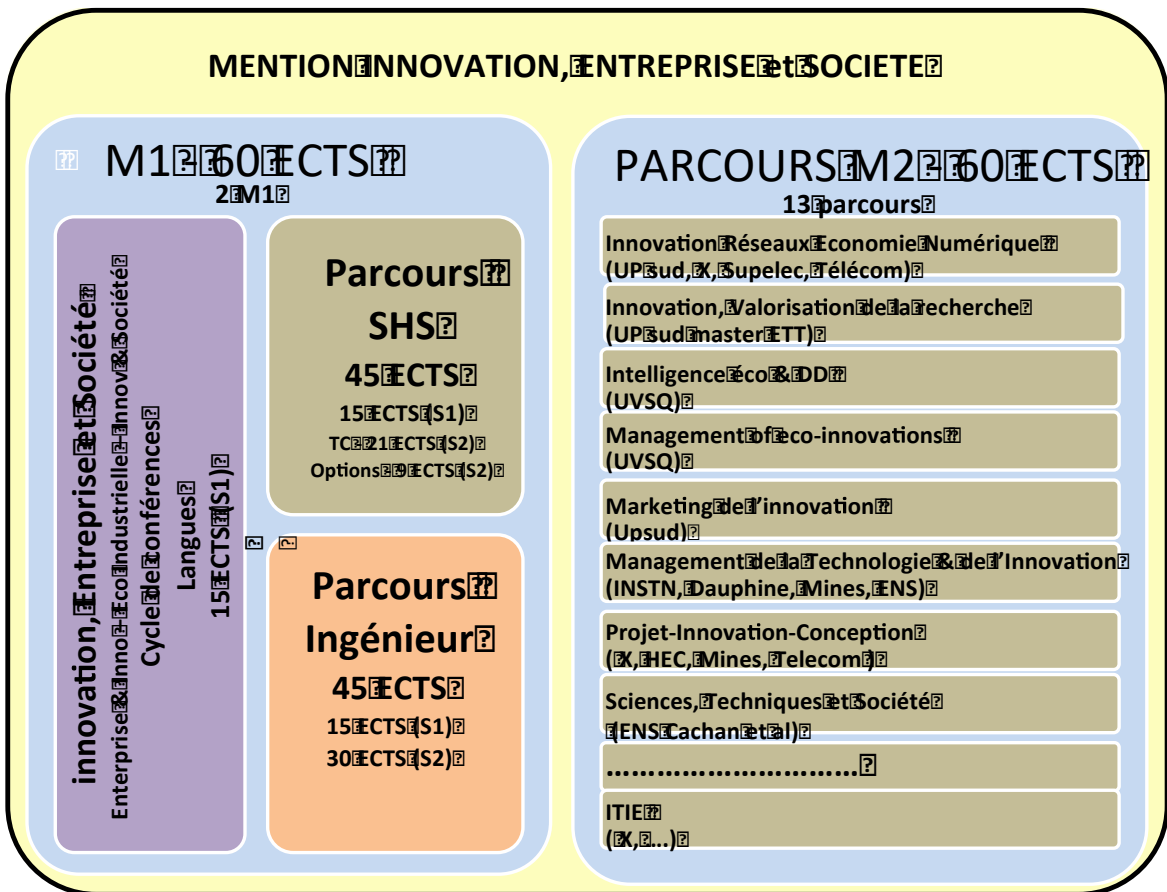 MENTION INNOVATION, ENTREPRISE et SOCIETE
M1 – 60 ECTS
2 M1
innovation, Entreprise et Société
Enterprise & Inno – Eco Industrielle – Innov & Société
Cycle de conférences
Langues
15 ECTS (S1)
Parcours
SHS
45 ECTS
15 ECTS (S1)
TC 21 ECTS (S2)
Options 9 ECTS (S2)
Parcours
Ingénieur
45 ECTS
15 ECTS (S1)
30 ECTS (S2)
PARCOURS M2 – 60 ECTS
13 parcours
Innovation Réseaux Economie Numérique
(UP sud, X, Supelec, Télécom)
Innovation, Valorisation de la recherche
(UP sud master ETT)
Intelligence éco & DD
(UVSQ)
Management of eco-innovations
(UVSQ)
Marketing de l'innovation
(Upsud)
Management de la Technologie & de l'Innovation
(INSTN, Dauphine, Mines, ENS)
Projet-Innovation-Conception
( X, HEC, Mines, Telecom )
Sciences, Techniques et Société
(ENS Cachan et al)
……………………………
ITIE
( X, ...)